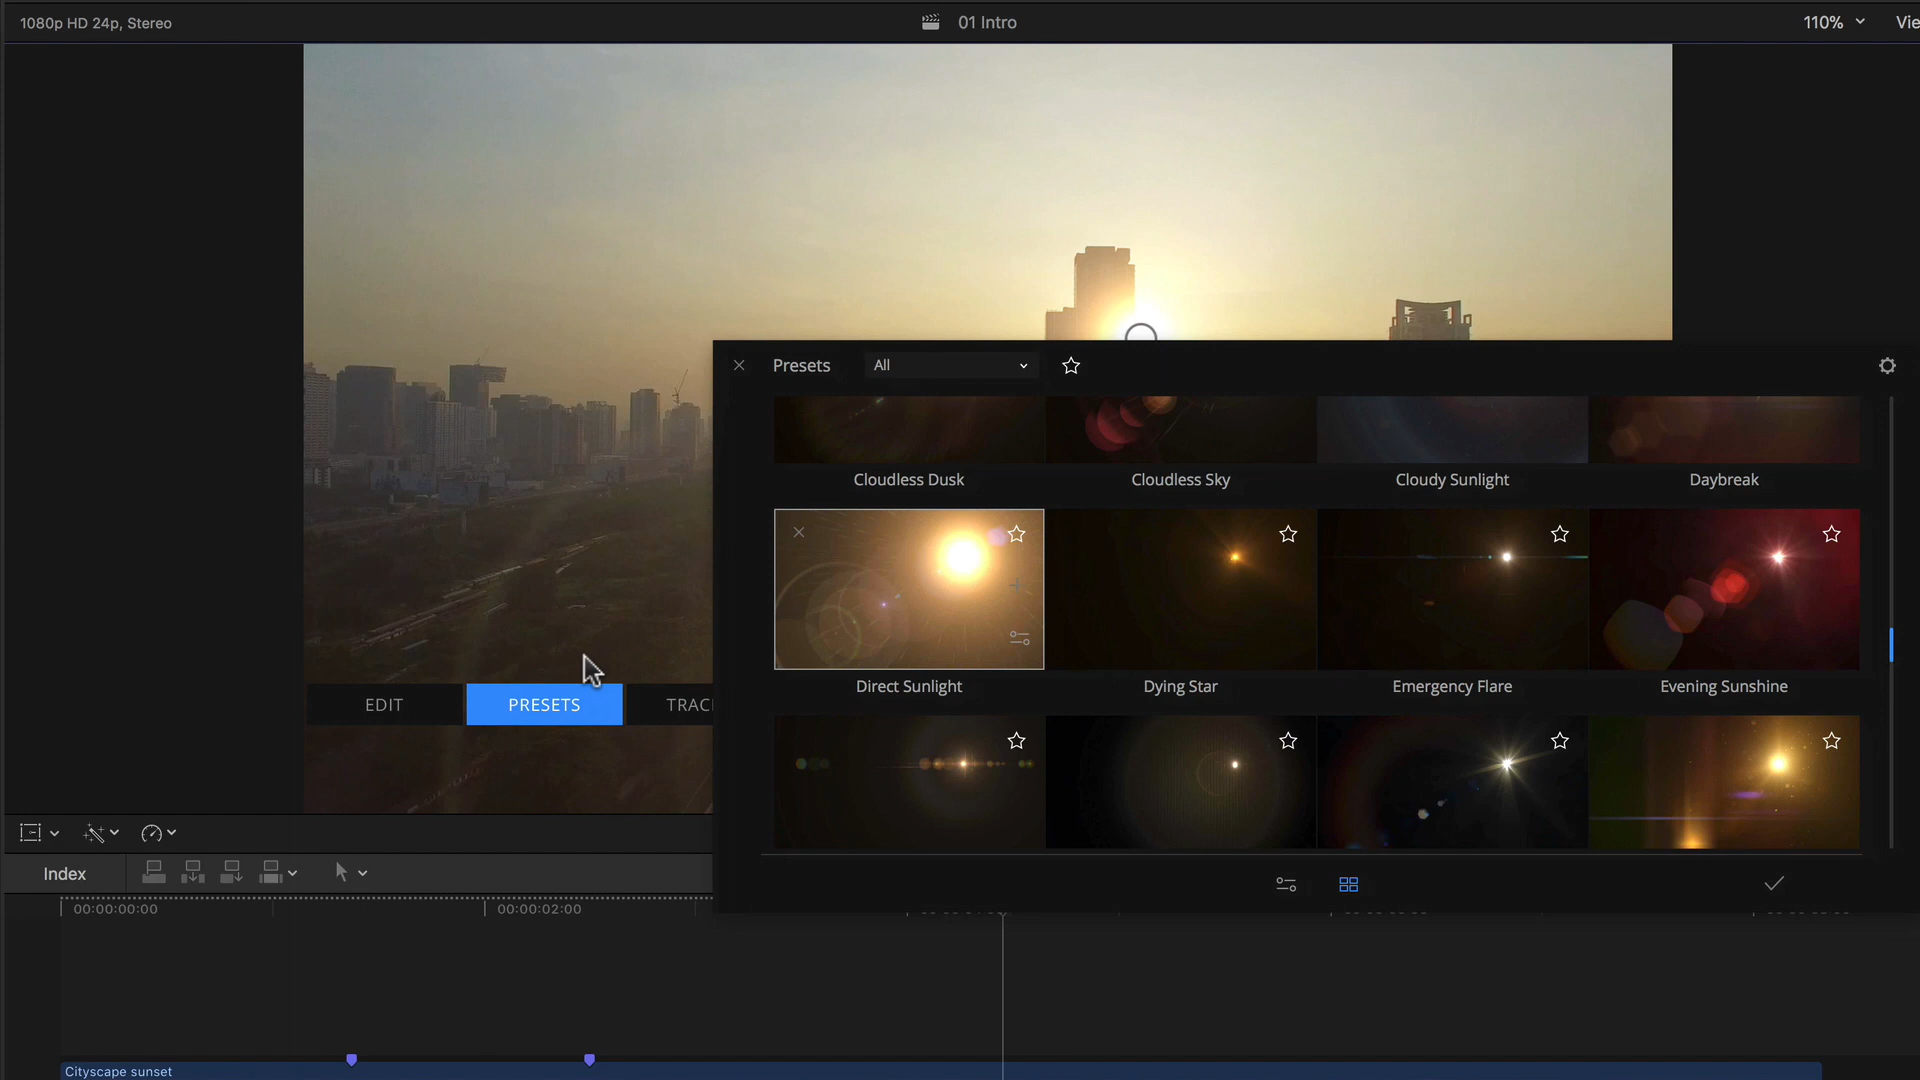 1080p HD 24p, Stereo
01 Intro
110%
Vie
Presets
All
Cloudless Dusk
Cloudless Sky
Cloudy Sunlight
Daybreak
Direct Sunlight
Dying Star
Emergency Flare
Evening Sunshine
EDIT
PRESETS
TRAC
Index
00:00:00:00
00:00:02:00
Cityscape sunset